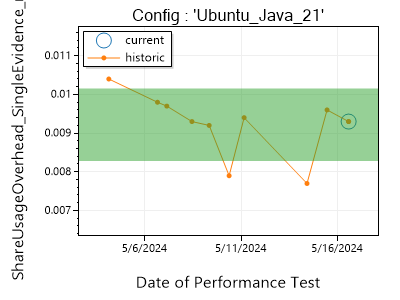 Config : 'Ubuntu_Java_21'
current
historic
ShareUsageOverhead_SingleEvidence_
0.011
0.01
0.009
0.008
0.007
5/6/2024
5/11/2024
5/16/2024
Date of Performance Test